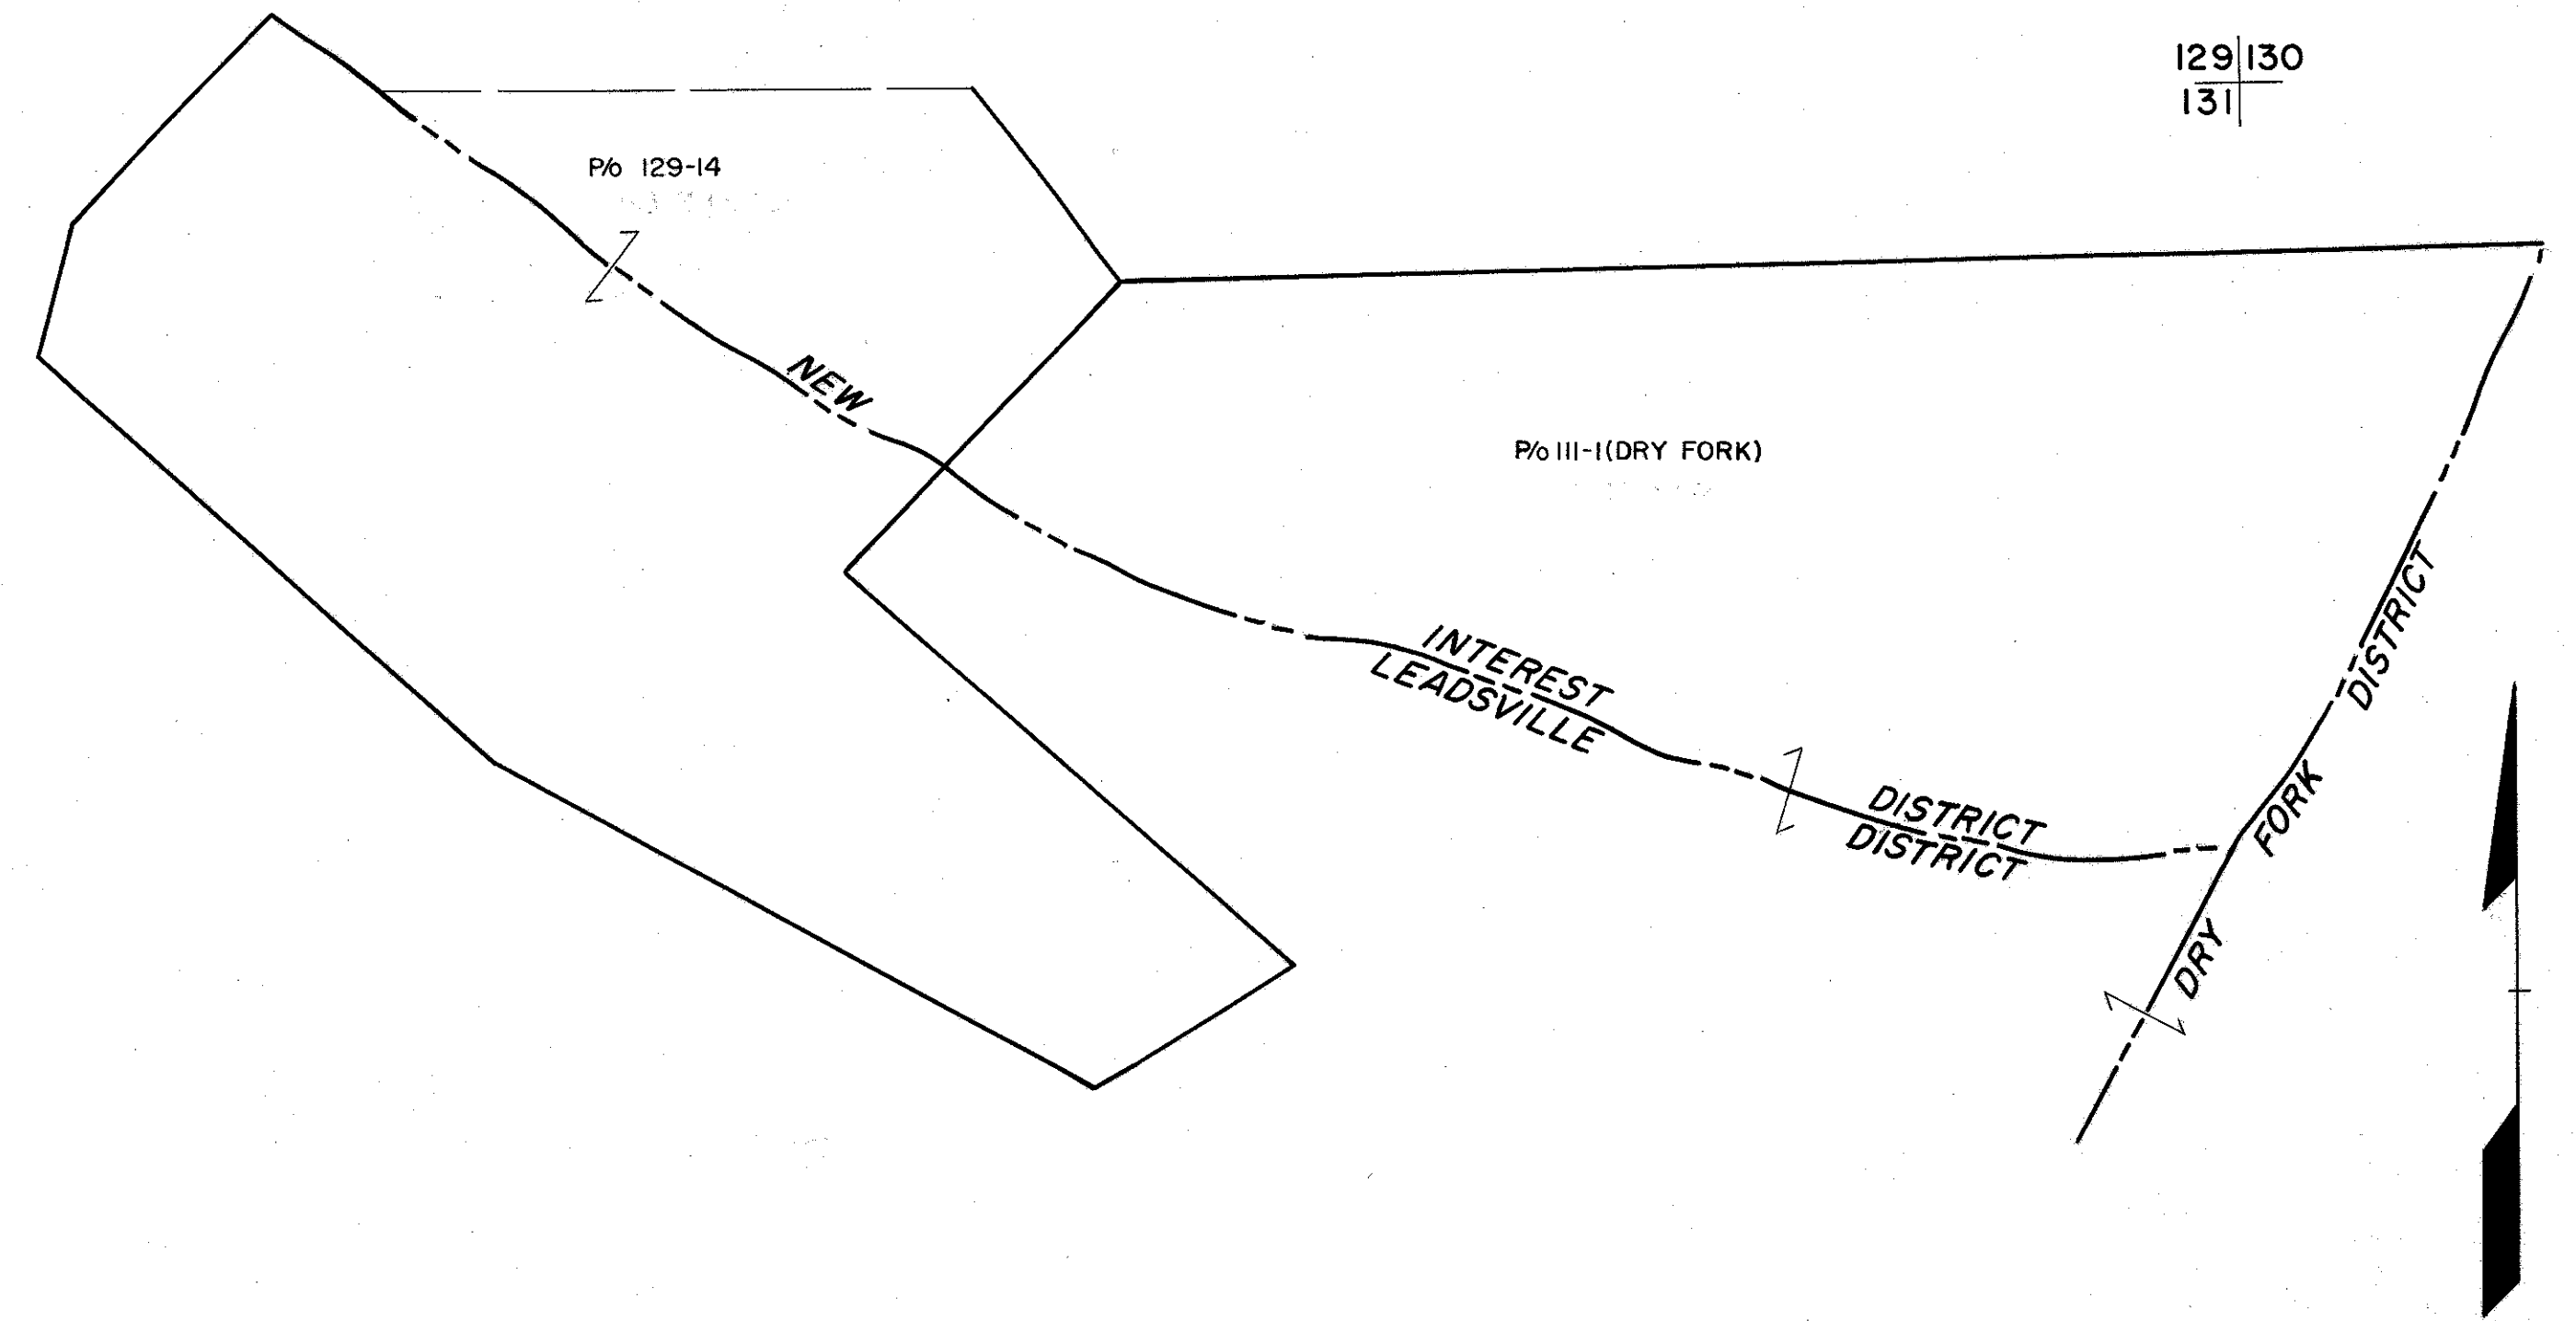 129 130
131
P/o 129-14
NEW
P/o 111-1(DRY FORK)
INTEREST
LEADSVILLE
DISTRICT
DISTRICT
DRY FORK DISTRICT